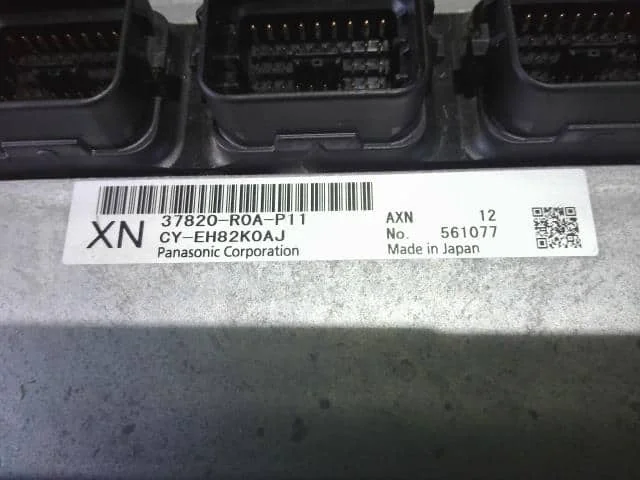 XN
37820-R0A-P11
CY-EH82K0AJ
Panasonic Corporation
AXN 12
No. 561077
Made in Japan